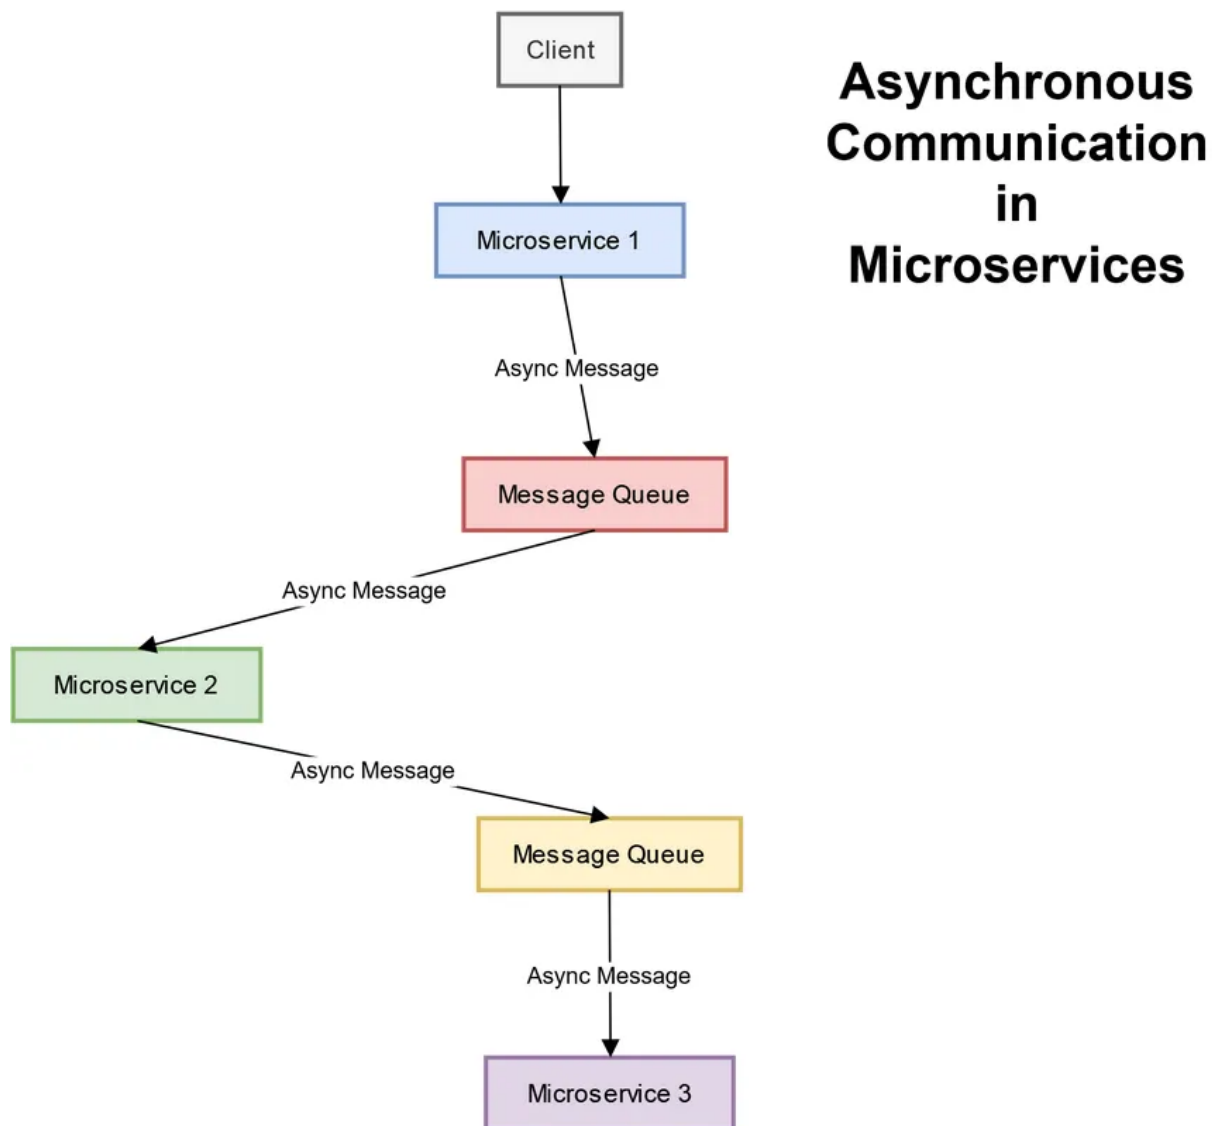 Client
Asynchronous
Communication
in
Microservices
Microservice 1
Async Message
Message Queue
Async Message
Microservice 2
Async Message
Message Queue
Async Message
Microservice 3